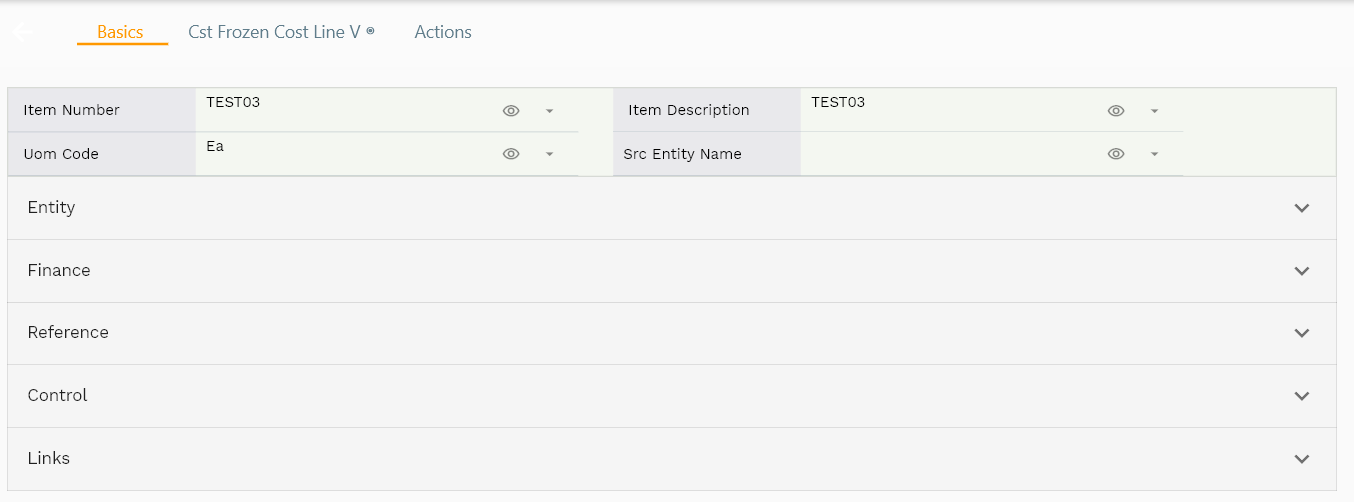 Basics Cst Frozen Cost Line V Actions
Item Number TEST03 Item Description TEST03
Uom Code Ea Src Entity Name
Entity
Finance
Reference
Control
Links